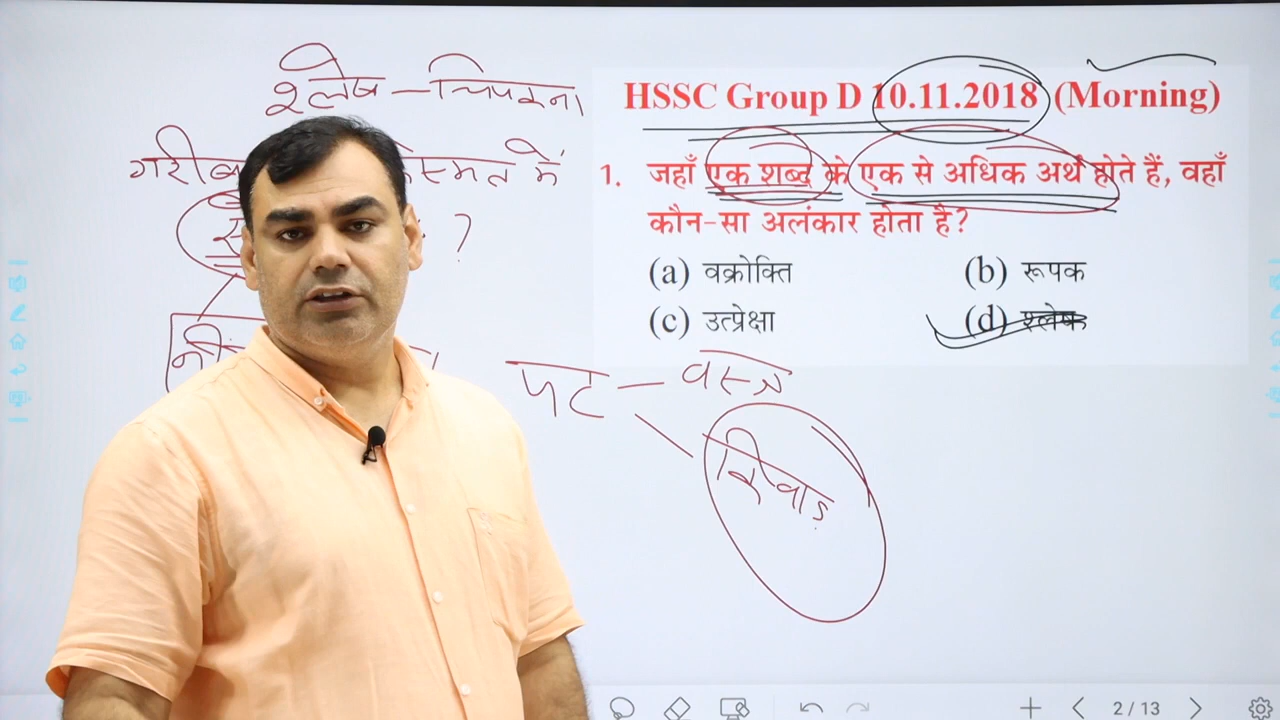 श्लेष – चिपकना
HSSC Group D 10.11.2018 (Morning)
में
?
1. जहाँ एक शब्द के एक से अधिक अर्थ होते हैं, वहाँ
कौन-सा अलंकार होता है?
(a) वक्रोक्ति (b) रूपक
(c) उत्प्रेक्षा (d) श्लेष
पट – वस्त्र
किवाड़
2 / 13